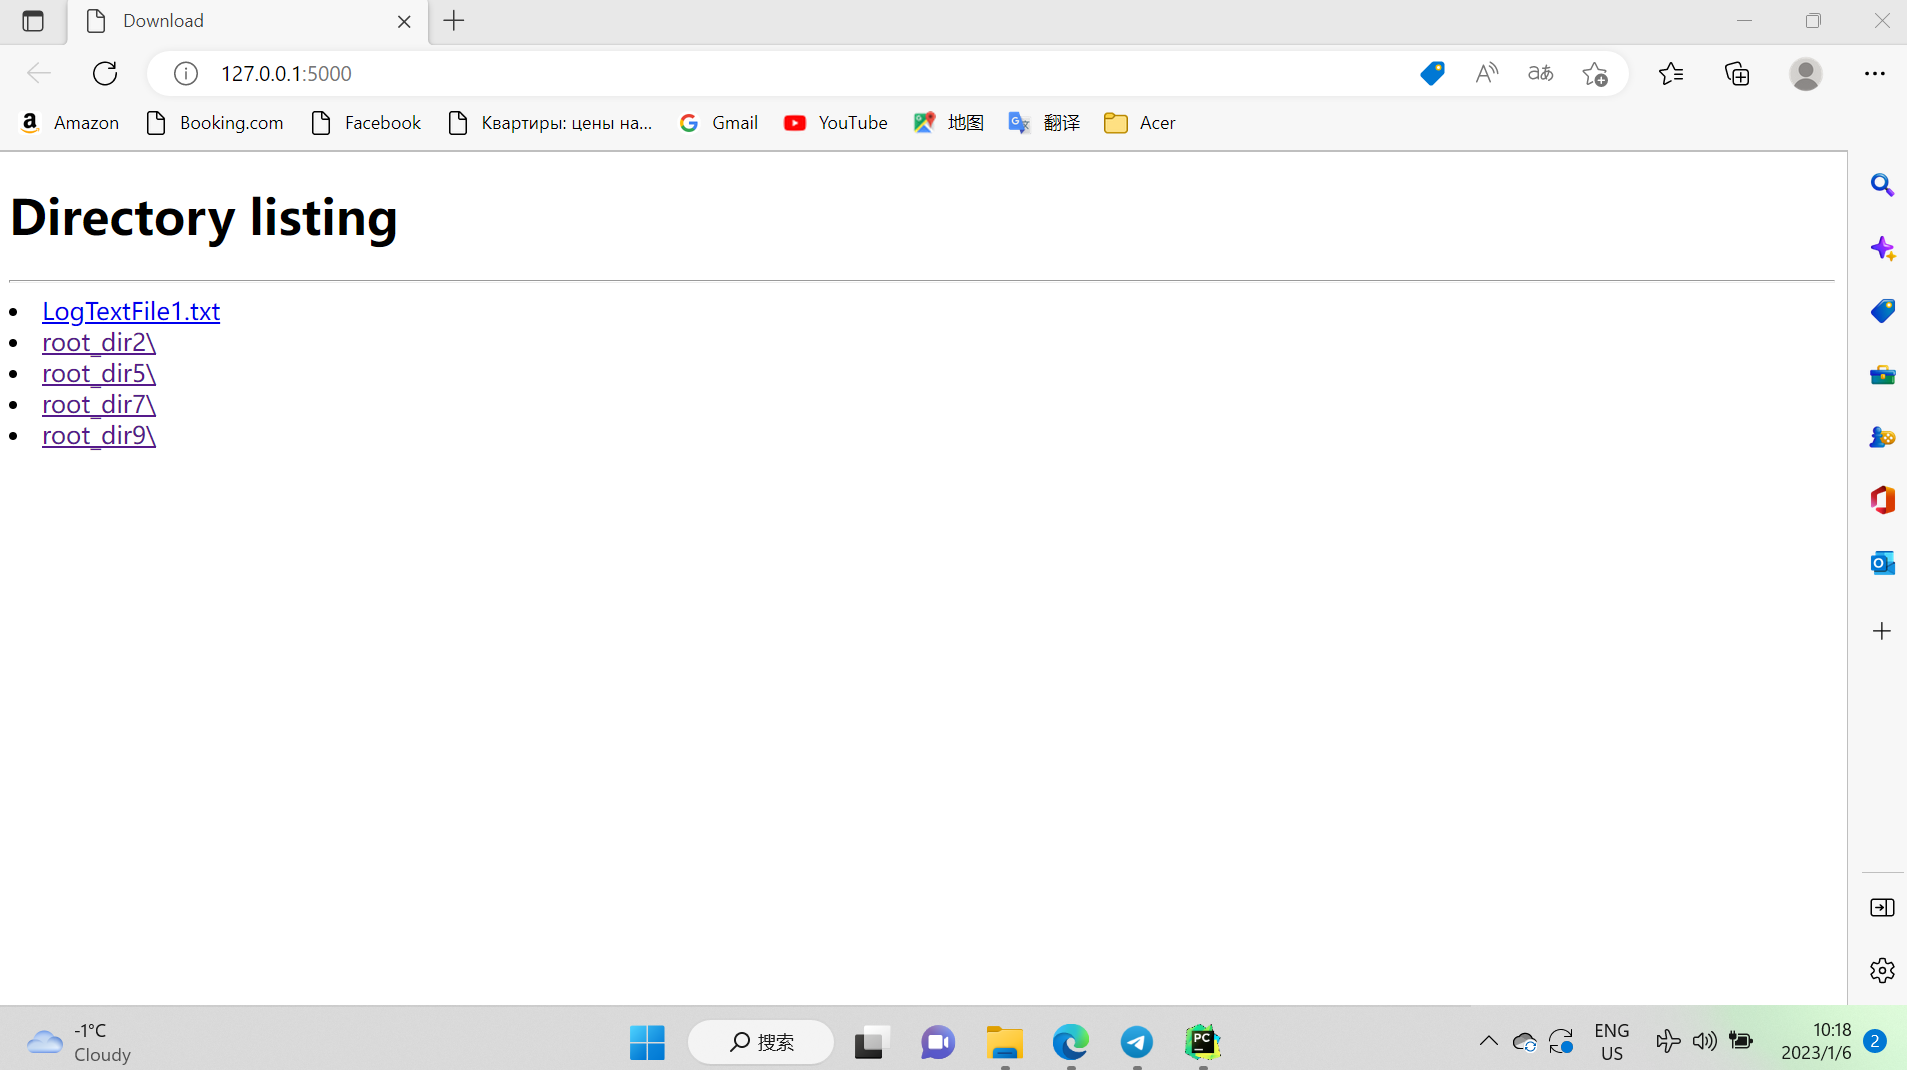 Download
127.0.0.1:5000
Amazon Booking.com Facebook Квартиры: цены на... Gmail YouTube 地图 翻译 Acer
Directory listing
LogTextFile1.txt
root_dir2\
root_dir5\
root_dir7\
root_dir9\
-1°C
Cloudy
搜索
ENG
US
10:18
2023/1/6
2